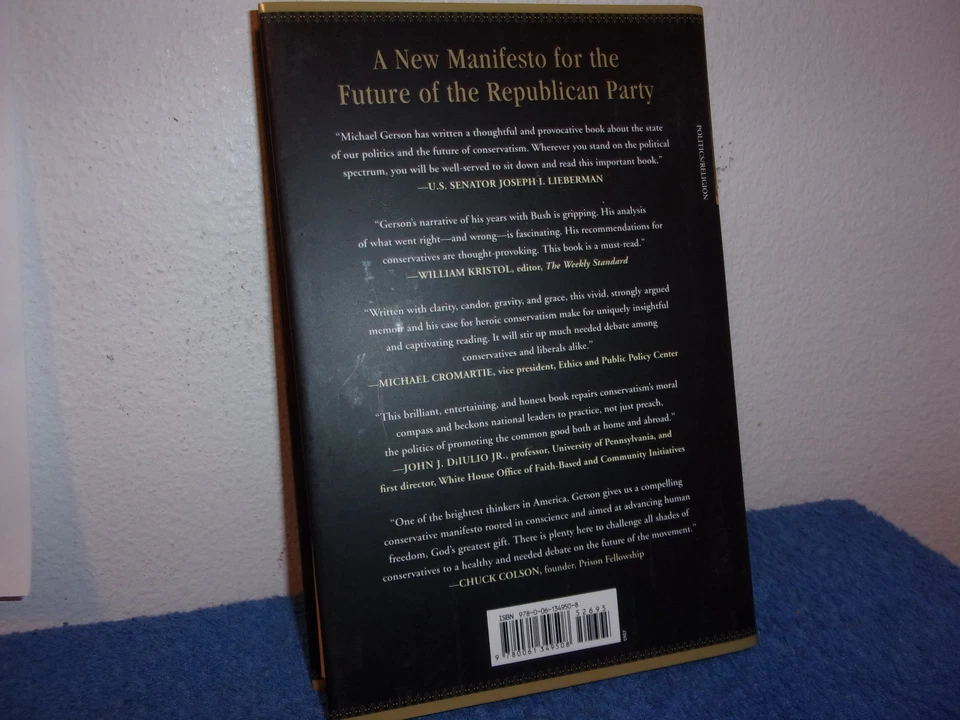 A New Manifesto for the
Future of the Republican Party
“Michael Gerson has written a thoughtful and provocative book about the state
of our politics and the future of conservatism. Wherever you stand on the political
spectrum, you will be well-served to sit down and read this important book.”
—U.S. SENATOR JOSEPH I. LIEBERMAN
“Gerson’s narrative of his years with Bush is gripping. His analysis
of what went right—and wrong—is fascinating. His recommendations for
conservatives are thought-provoking. This book is a must-read.”
—WILLIAM KRISTOL, editor, The Weekly Standard
“Written with clarity, candor, gravity, and grace, this vivid, strongly argued
memoir and his case for heroic conservatism make for uniquely insightful
and captivating reading. It will stir up much needed debate among
conservatives and liberals alike.”
—MICHAEL CROMARTIE, vice president, Ethics and Public Policy Center
“This brilliant, entertaining, and honest book repairs conservatism’s moral
compass and beckons national leaders to practice, not just preach,
the politics of promoting the common good both at home and abroad.”
—JOHN J. DiIULIO JR., professor, University of Pennsylvania, and
first director, White House Office of Faith-Based and Community Initiatives
“One of the brightest thinkers in America, Gerson gives us a compelling
conservative manifesto rooted in conscience and aimed at advancing human
freedom, God’s greatest gift. There is plenty here to challenge all shades of
conservatives to a healthy and needed debate on the future of the movement.”
—CHUCK COLSON, founder, Prison Fellowship
POLITICS/RELIGION
ISBN 978-0-06-134950-8
52695
9 780061 349508